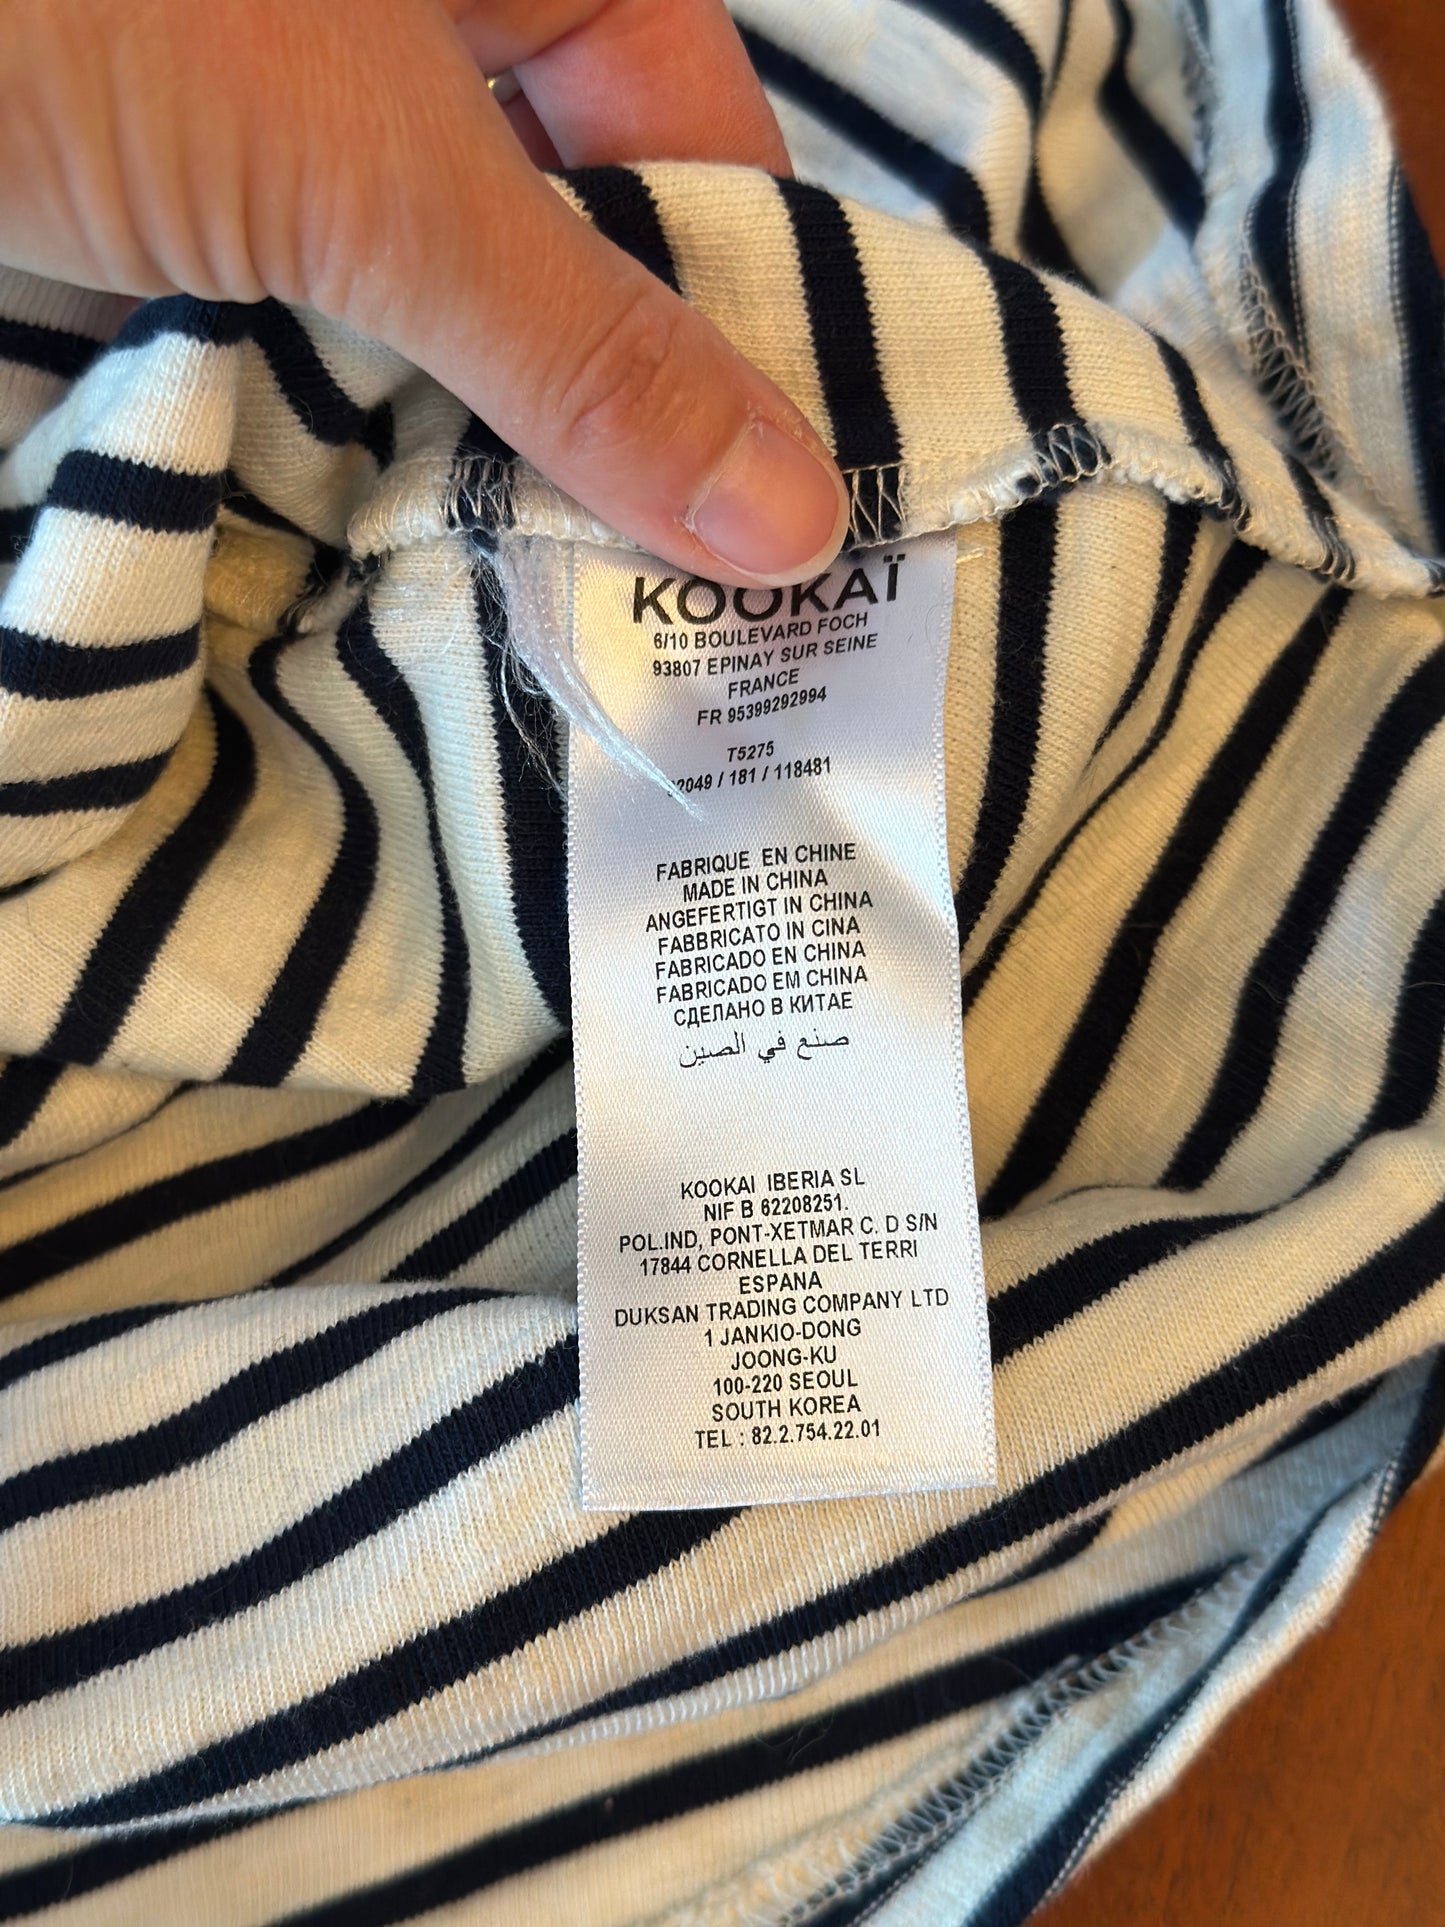 KOOKAÏ
6/10 BOULEVARD FOCH
93807 EPINAY SUR SEINE
FRANCE
FR 95399292994
T5275
2049 / 181 / 118481
FABRIQUE EN CHINE
MADE IN CHINA
ANGEFERTIGT IN CHINA
FABBRICATO IN CINA
FABRICADO EN CHINA
FABRICADO EM CHINA
СДЕЛАНО В КИТАЕ
صنع في الصين
KOOKAI IBERIA SL
NIF B 62208251.
POL.IND, PONT-XETMAR C. D S/N
17844 CORNELLA DEL TERRI
ESPANA
DUKSAN TRADING COMPANY LTD
1 JANKIO-DONG
JOONG-KU
100-220 SEOUL
SOUTH KOREA
TEL : 82.2.754.22.01